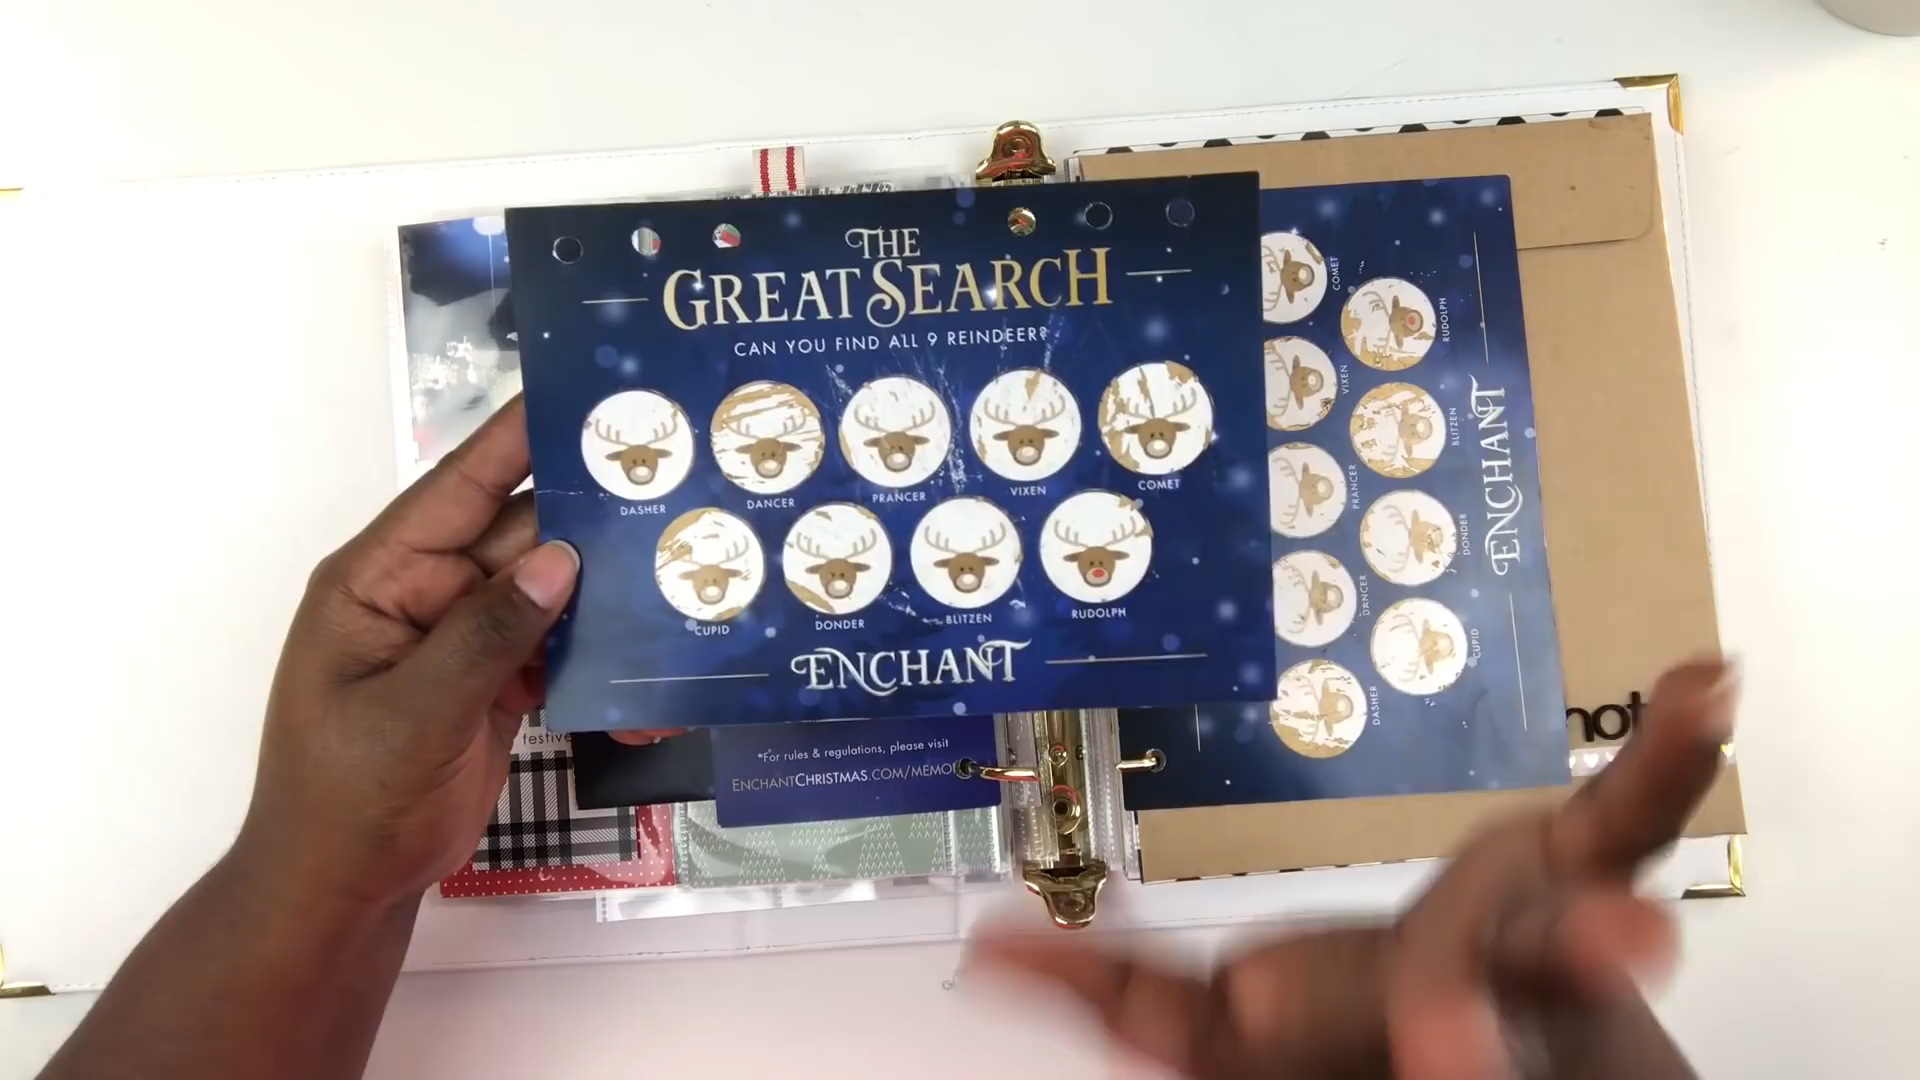 THE
GREAT SEARCH
CAN YOU FIND ALL 9 REINDEER?
DASHER
DANCER
PRANCER
VIXEN
COMET
CUPID
DONDER
BLITZEN
RUDOLPH
ENCHANT
COMET
RUDOLPH
VIXEN
BLITZEN
PRANCER
DONDER
DANCER
CUPID
DASHER
ENCHANT
festive
*For rules & regulations, please visit
ENCHANTCHRISTMAS.COM/MEMO
not